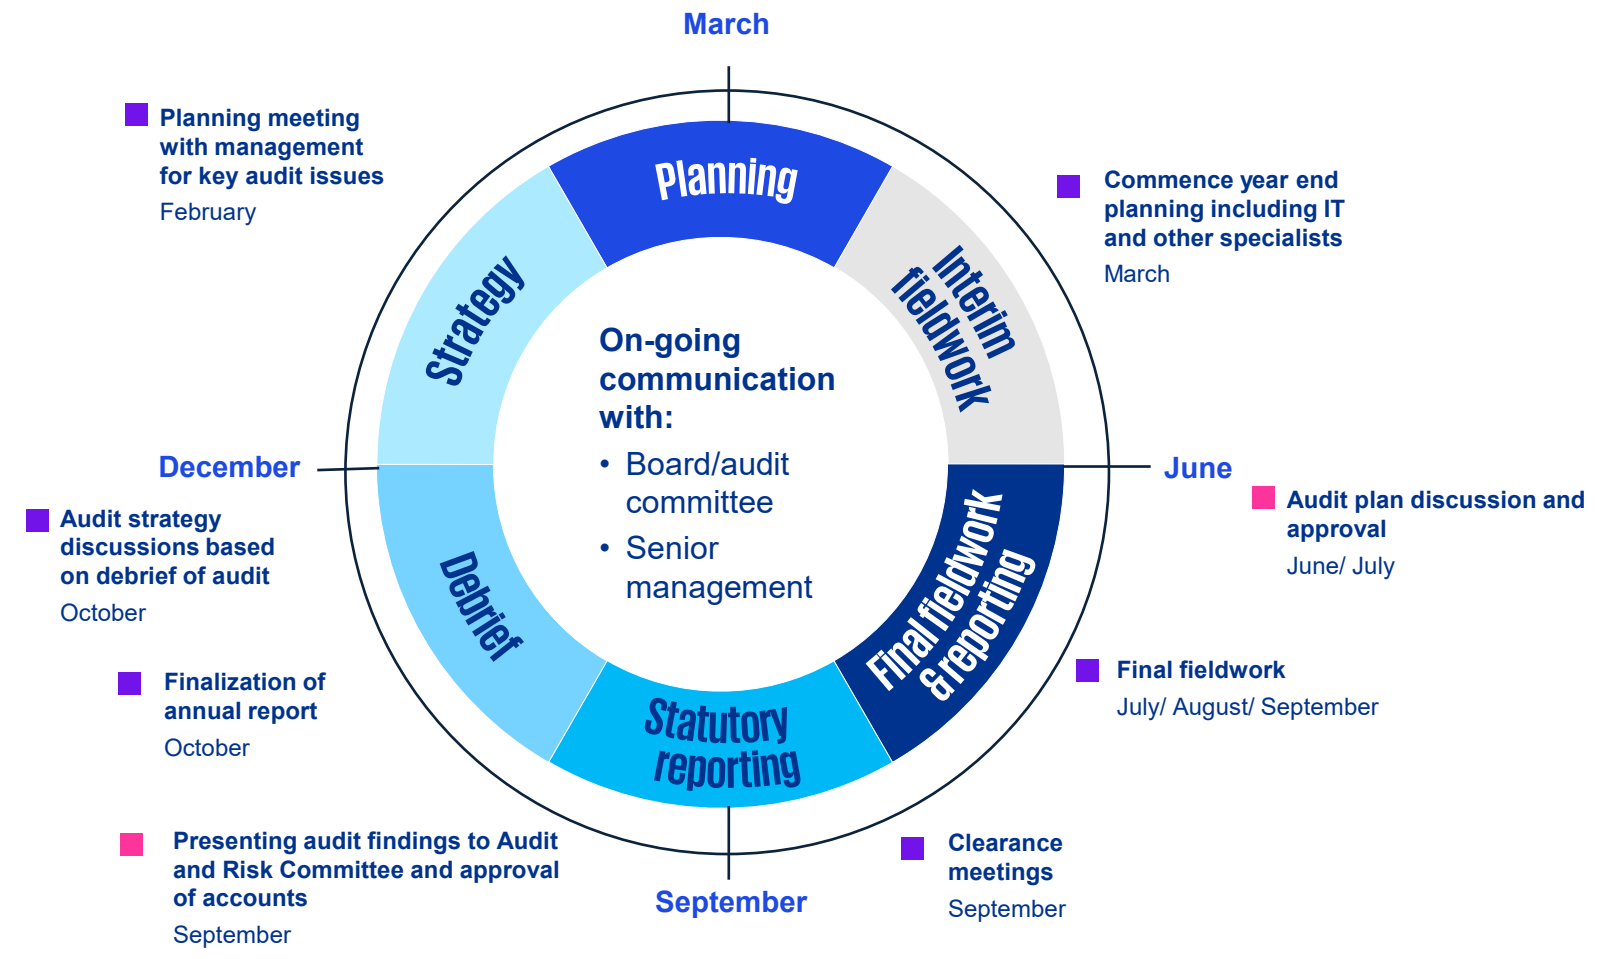 March
Planning meeting
with management
for key audit issues
February
Commence year end
planning including IT
and other specialists
March
Planning
Interim
fieldwork
Strategy
On-going
communication
with:
• Board/audit
committee
• Senior
management
December
June
Audit plan discussion and
approval
June/ July
Audit strategy
discussions based
on debrief of audit
October
Debrief
Final fieldwork
& reporting
Final fieldwork
July/ August/ September
Finalization of
annual report
October
Statutory
reporting
Presenting audit findings to Audit
and Risk Committee and approval
of accounts
September
Clearance
meetings
September
September